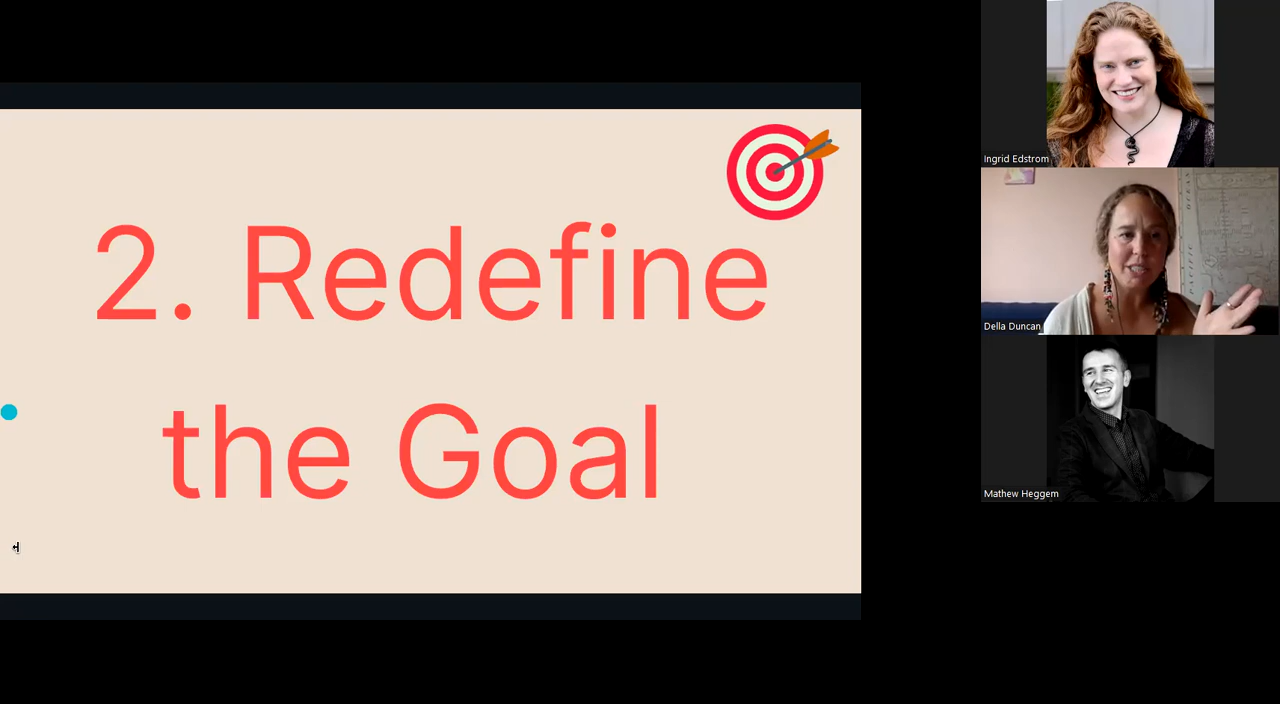 2. Redefine
the Goal
Ingrid Edstrom
Della Duncan
Mathew Heggem